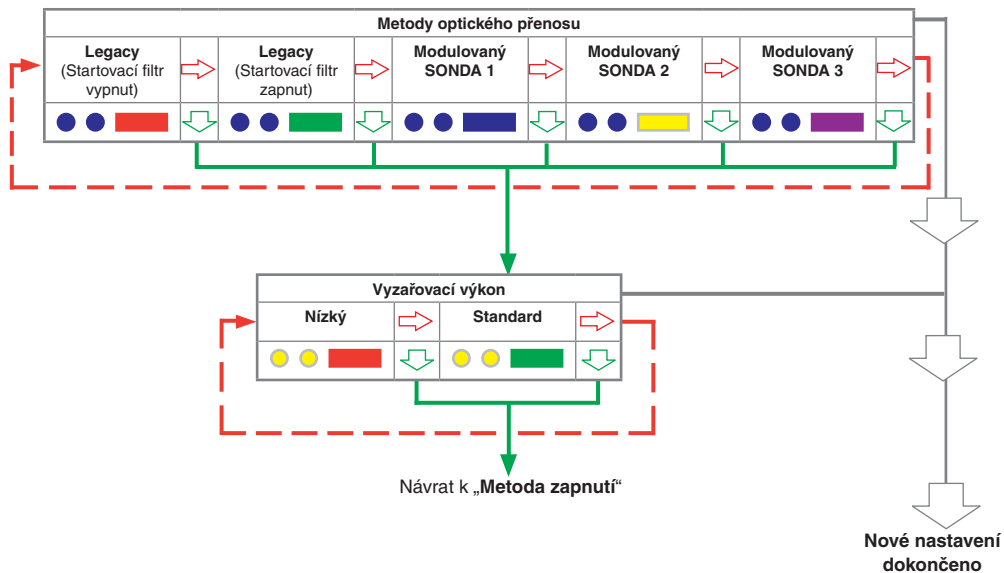 Metody optického přenosu
Legacy
(Startovací filtr
vypnut)
Legacy
(Startovací filtr
zapnut)
Modulovaný
SONDA 1
Modulovaný
SONDA 2
Modulovaný
SONDA 3
Vyzařovací výkon
Nízký
Standard
Návrat k „Metoda zapnutí“
Nové nastavení
dokončeno